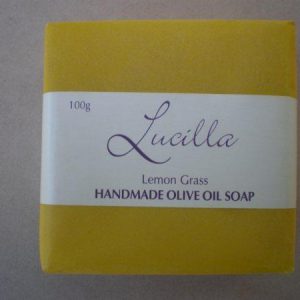 100g
Lucilla
Lemon Grass
HANDMADE OLIVE OIL SOAP